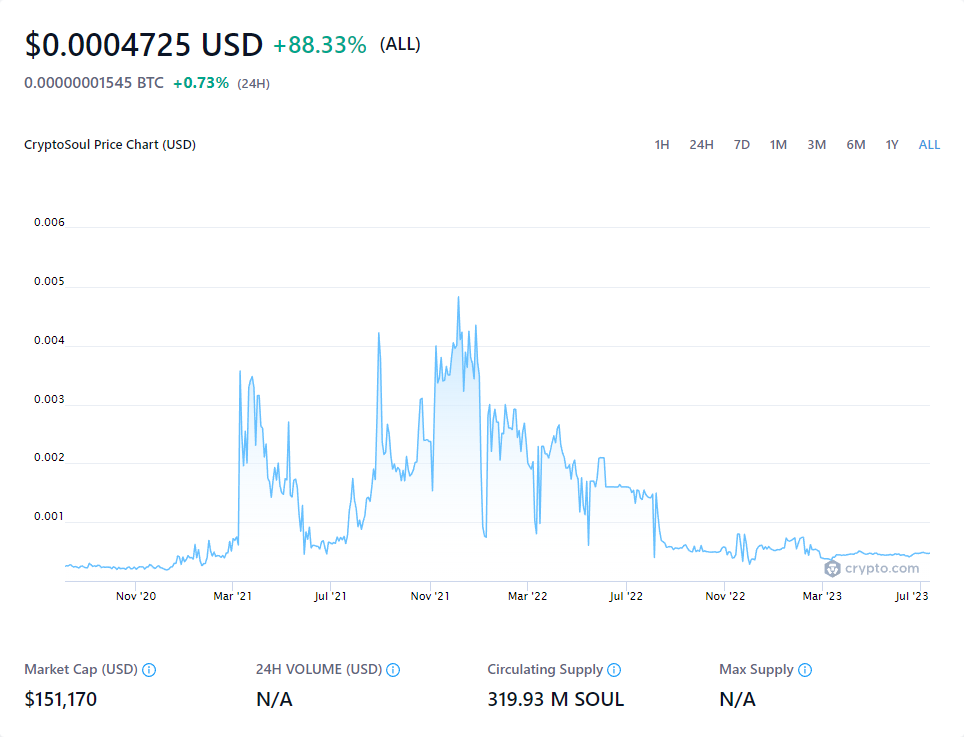 $0.0004725 USD +88.33% (ALL)
0.00000001545 BTC +0.73% (24H)
CryptoSoul Price Chart (USD) 1H 24H 7D 1M 3M 6M 1Y ALL
0.006
0.005
0.004
0.003
0.002
0.001
crypto.com
Nov '20 Mar '21 Jul '21 Nov '21 Mar '22 Jul '22 Nov '22 Mar '23 Jul '23
Market Cap (USD) 24H VOLUME (USD) Circulating Supply Max Supply
$151,170 N/A 319.93 M SOUL N/A